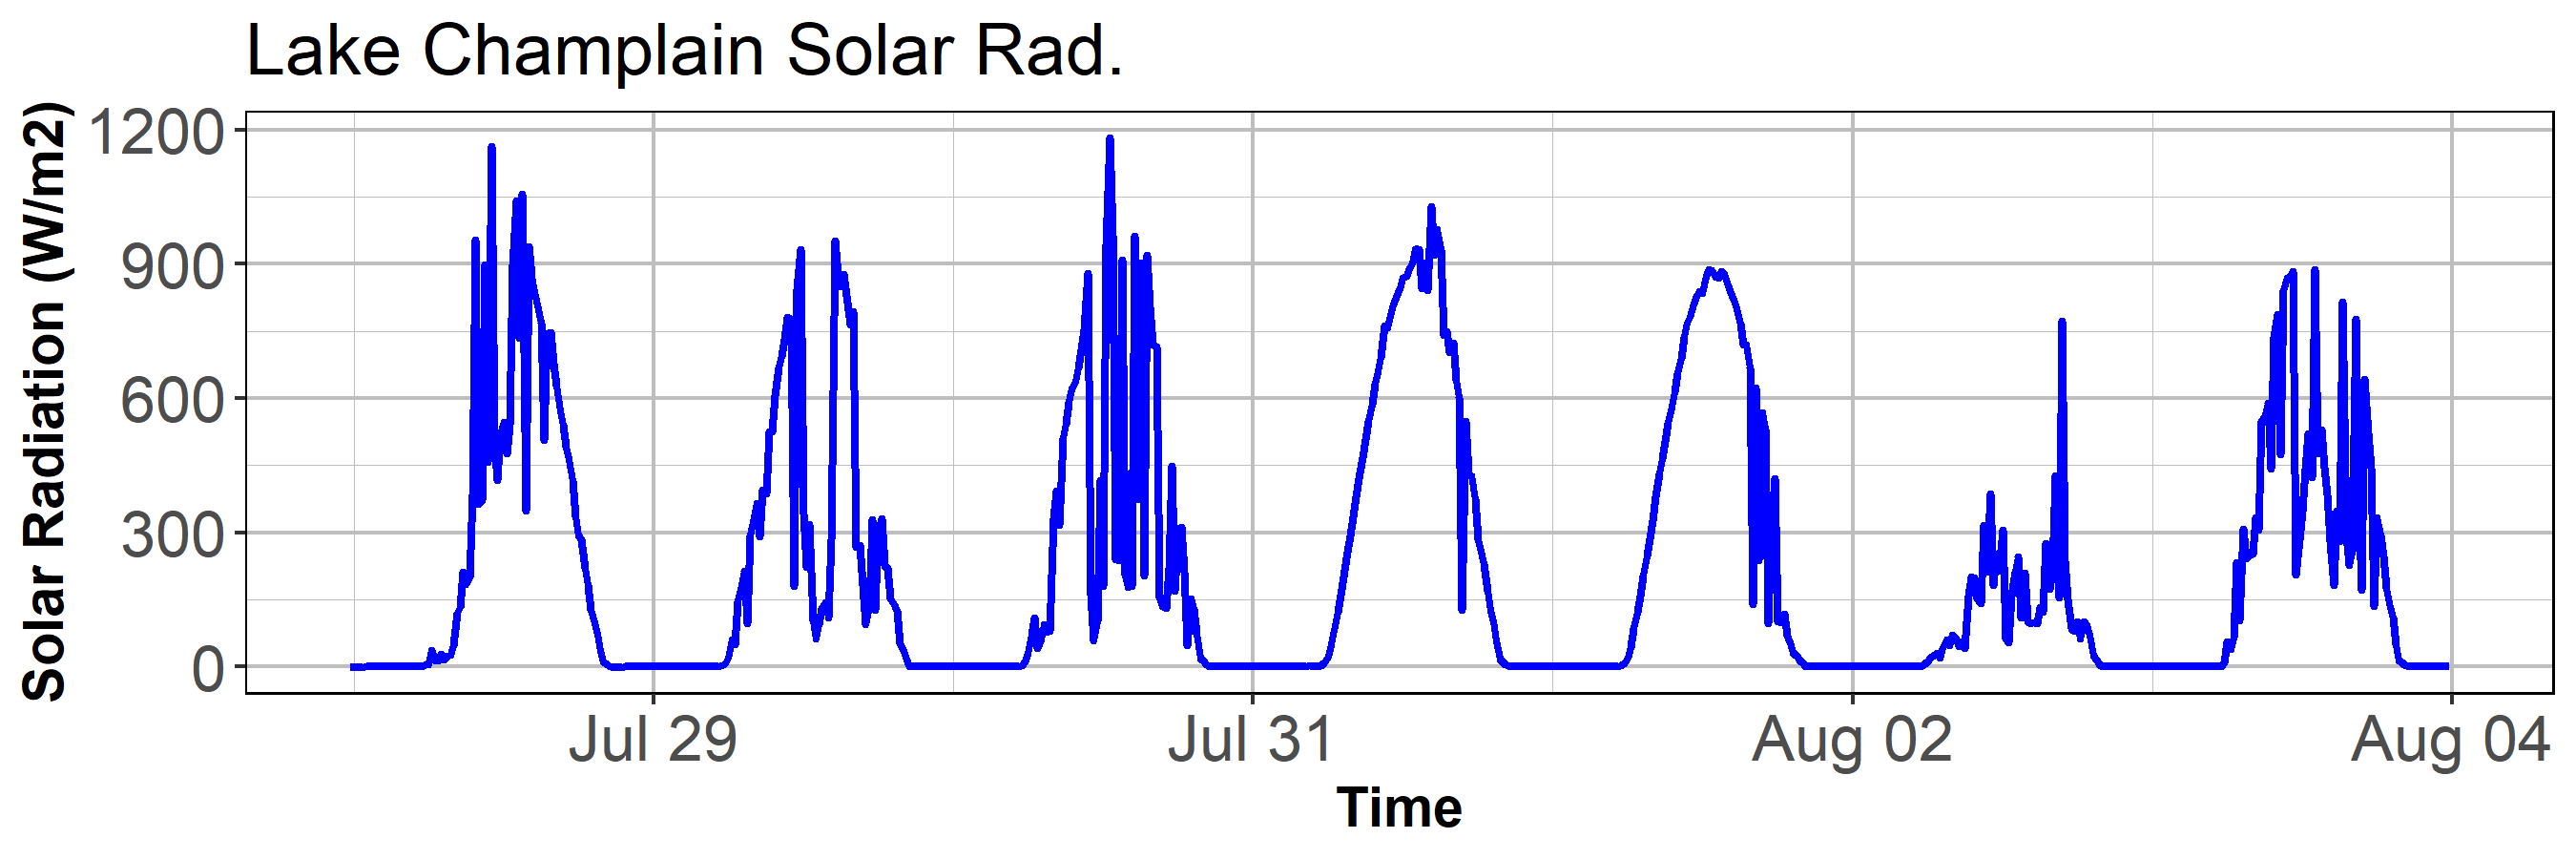 Lake Champlain Solar Rad.
Solar Radiation (W/m2)
1200
900
600
300
0
Jul 29 Jul 31 Aug 02 Aug 04
Time